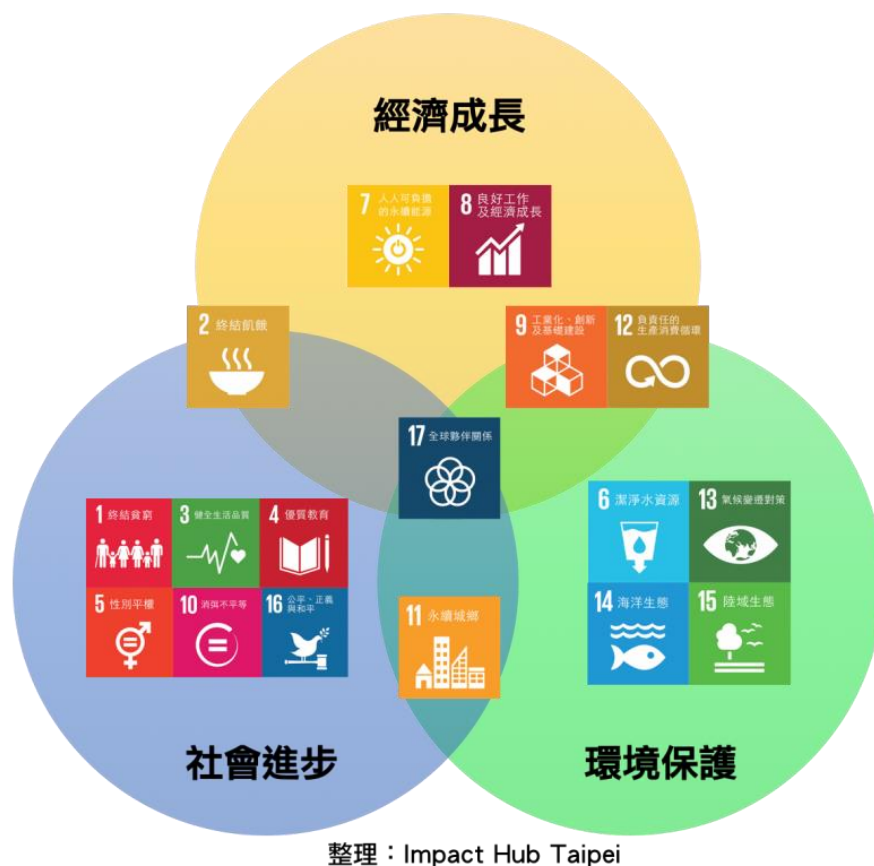 經濟成長
7 人人可負擔
的永續能源
8 良好工作
及經濟成長
2 終結飢餓
9 工業化、創新
及基礎建設
12 負責任的
生產消費循環
17 全球夥伴關係
1 終結貧窮
3 健全生活品質
4 優質教育
5 性別平權
10 消弭不平等
16 公平、正義
與和平
11 永續城鄉
6 潔淨水資源
13 氣候變遷對策
14 海洋生態
15 陸域生態
社會進步
環境保護
整理：Impact Hub Taipei